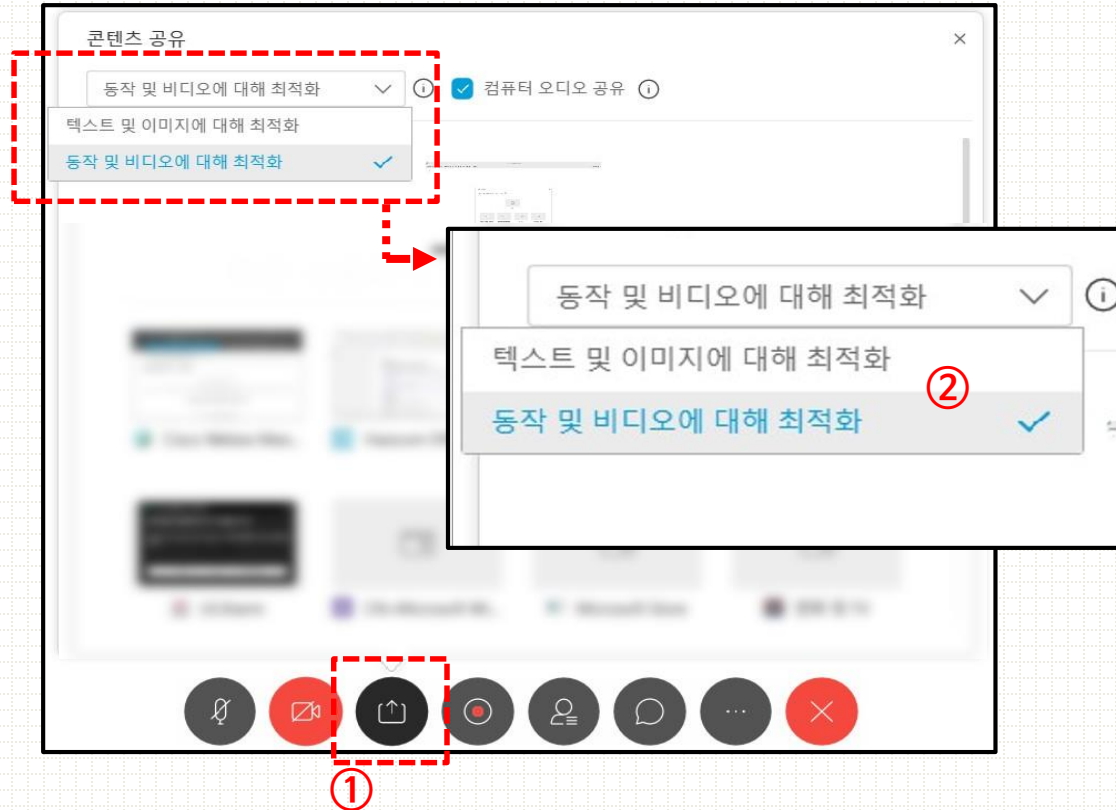 콘텐츠 공유
동작 및 비디오에 대해 최적화
컴퓨터 오디오 공유
텍스트 및 이미지에 대해 최적화
동작 및 비디오에 대해 최적화
동작 및 비디오에 대해 최적화
텍스트 및 이미지에 대해 최적화
②
동작 및 비디오에 대해 최적화
①